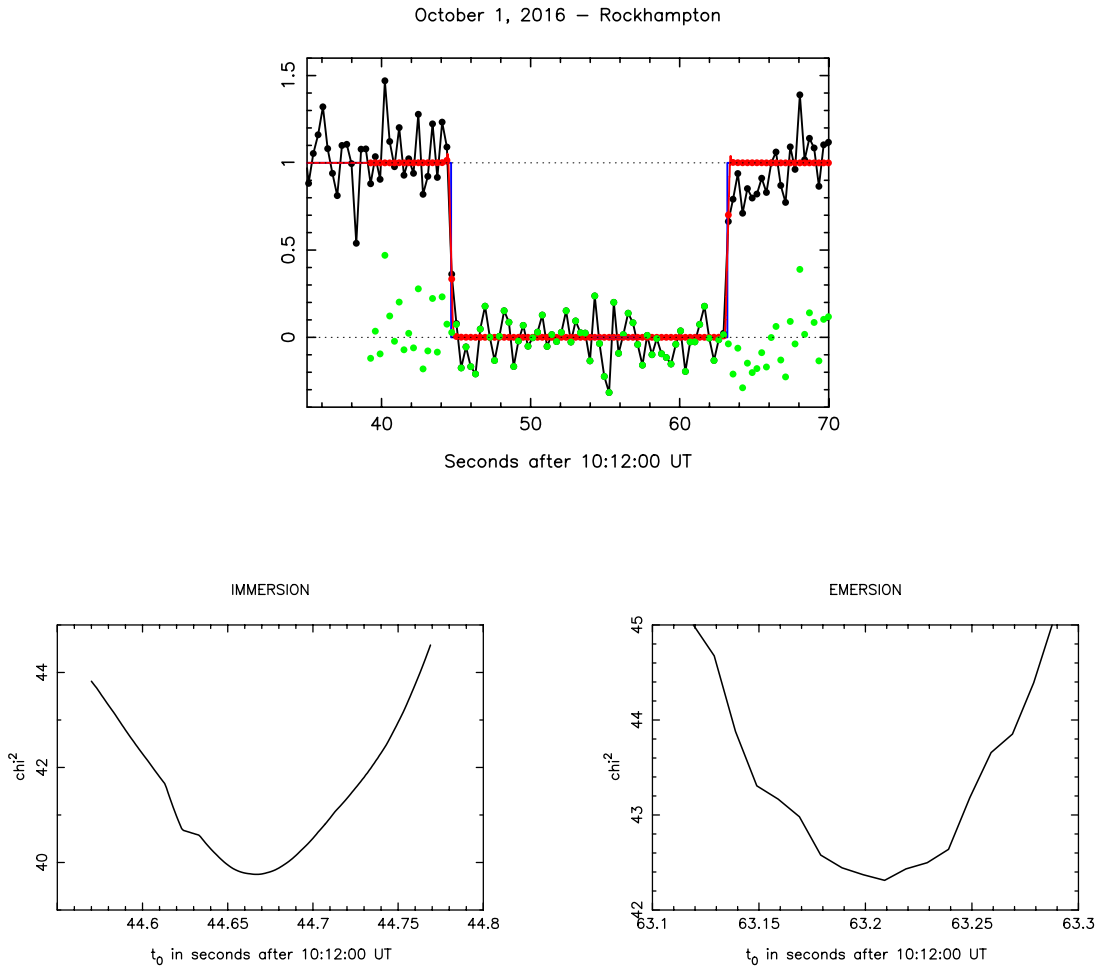 October 1, 2016 – Rockhampton
1.5
1
0.5
0
40 50 60 70
Seconds after 10:12:00 UT
IMMERSION
44
42
40
chi²
44.6 44.65 44.7 44.75 44.8
t₀ in seconds after 10:12:00 UT
EMERSION
45
44
43
42
chi²
63.1 63.15 63.2 63.25 63.3
t₀ in seconds after 10:12:00 UT